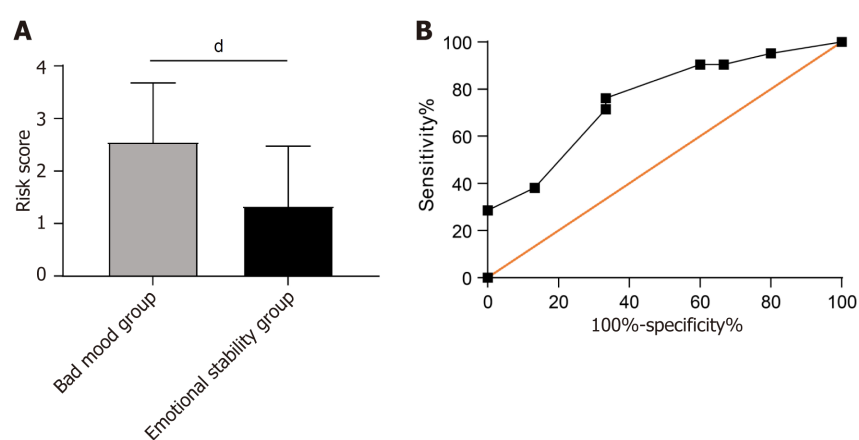 A
d
4
3
2
1
0
Risk score
Bad mood group
Emotional stability group
B
100
80
60
40
20
0
Sensitivity%
0 20 40 60 80 100
100%-specificity%